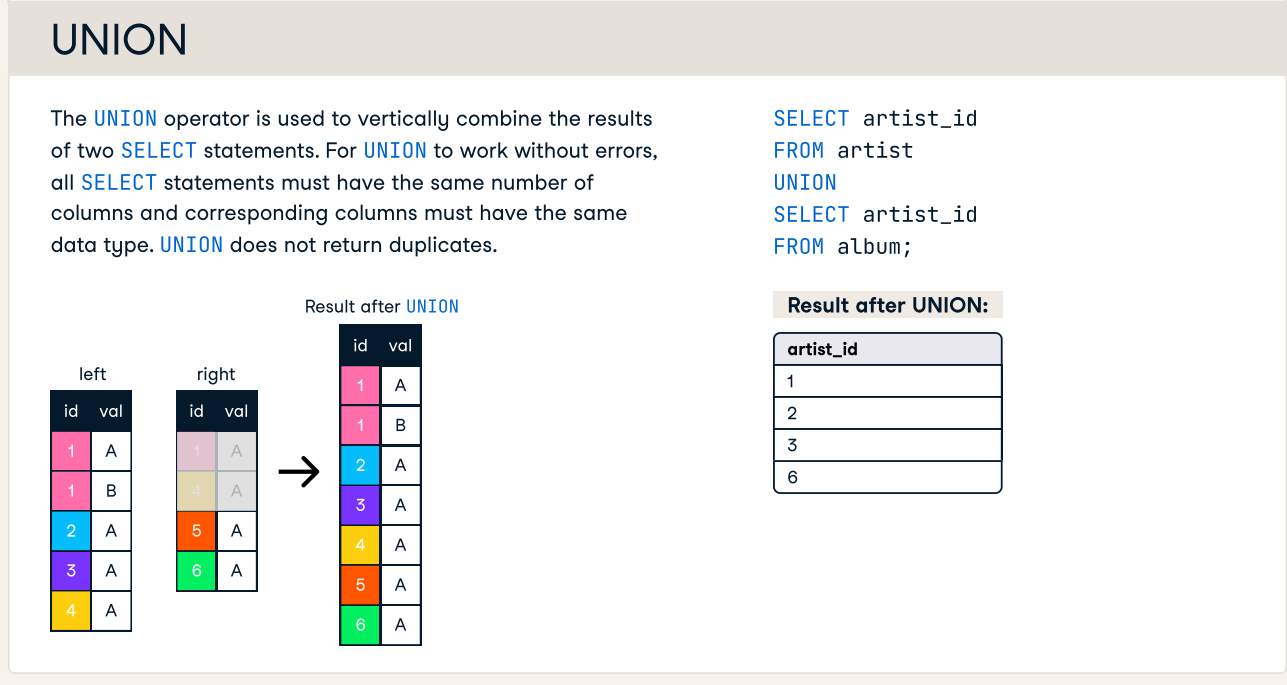 UNION
The UNION operator is used to vertically combine the results
of two SELECT statements. For UNION to work without errors,
all SELECT statements must have the same number of
columns and corresponding columns must have the same
data type. UNION does not return duplicates.
SELECT artist_id
FROM artist
UNION
SELECT artist_id
FROM album;
left
id val
1 A
1 B
2 A
3 A
4 A
right
id val
1 A
4 A
5 A
6 A
Result after UNION
id val
1 A
1 B
2 A
3 A
4 A
5 A
6 A
Result after UNION:
artist_id
1
2
3
6